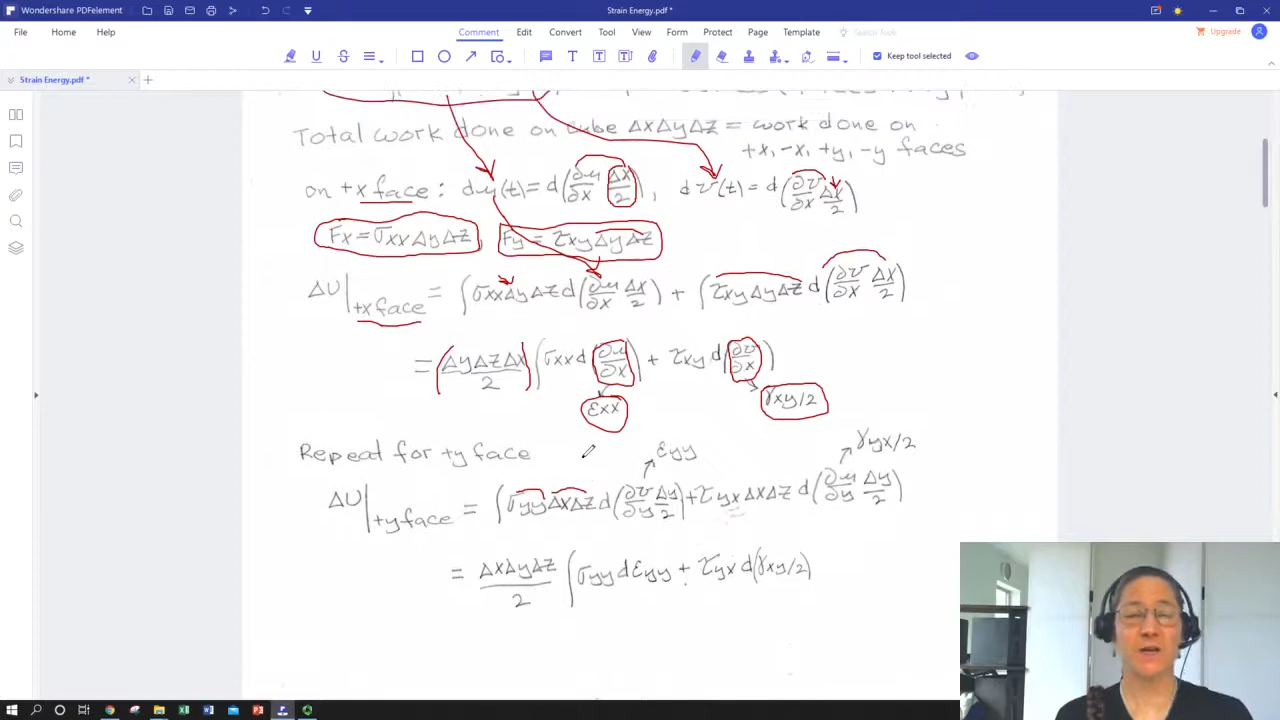 Wondershare PDFelement
Strain Energy.pdf *
File Home Help Comment Edit Convert Tool View Form Protect Page Template Search Tools Upgrade
Keep tool selected
Strain Energy.pdf *
Total work done on cube ΔxΔyΔz = work done on
+x, -x, +y, -y faces
on +x face: du(t) = d(∂u/∂x Δx/2), dv(t) = d(∂v/∂x Δx/2)
Fx = σxx ΔyΔz, Fy = τxy ΔyΔz
ΔU|+x face = ∫σxx ΔyΔz d(∂u/∂x Δx/2) + ∫τxy ΔyΔz d(∂v/∂x Δx/2)
= ΔyΔzΔx/2 ∫σxx d(∂u/∂x) + τxy d(∂v/∂x)
εxx γxy/2
Repeat for +y face
εyy γyx/2
ΔU|+y face = ∫σyy ΔxΔz d(∂v/∂y Δy/2) + τyx ΔxΔz d(∂u/∂y Δy/2)
= ΔxΔyΔz/2 ∫σyy dεyy + τyx d(γxy/2)